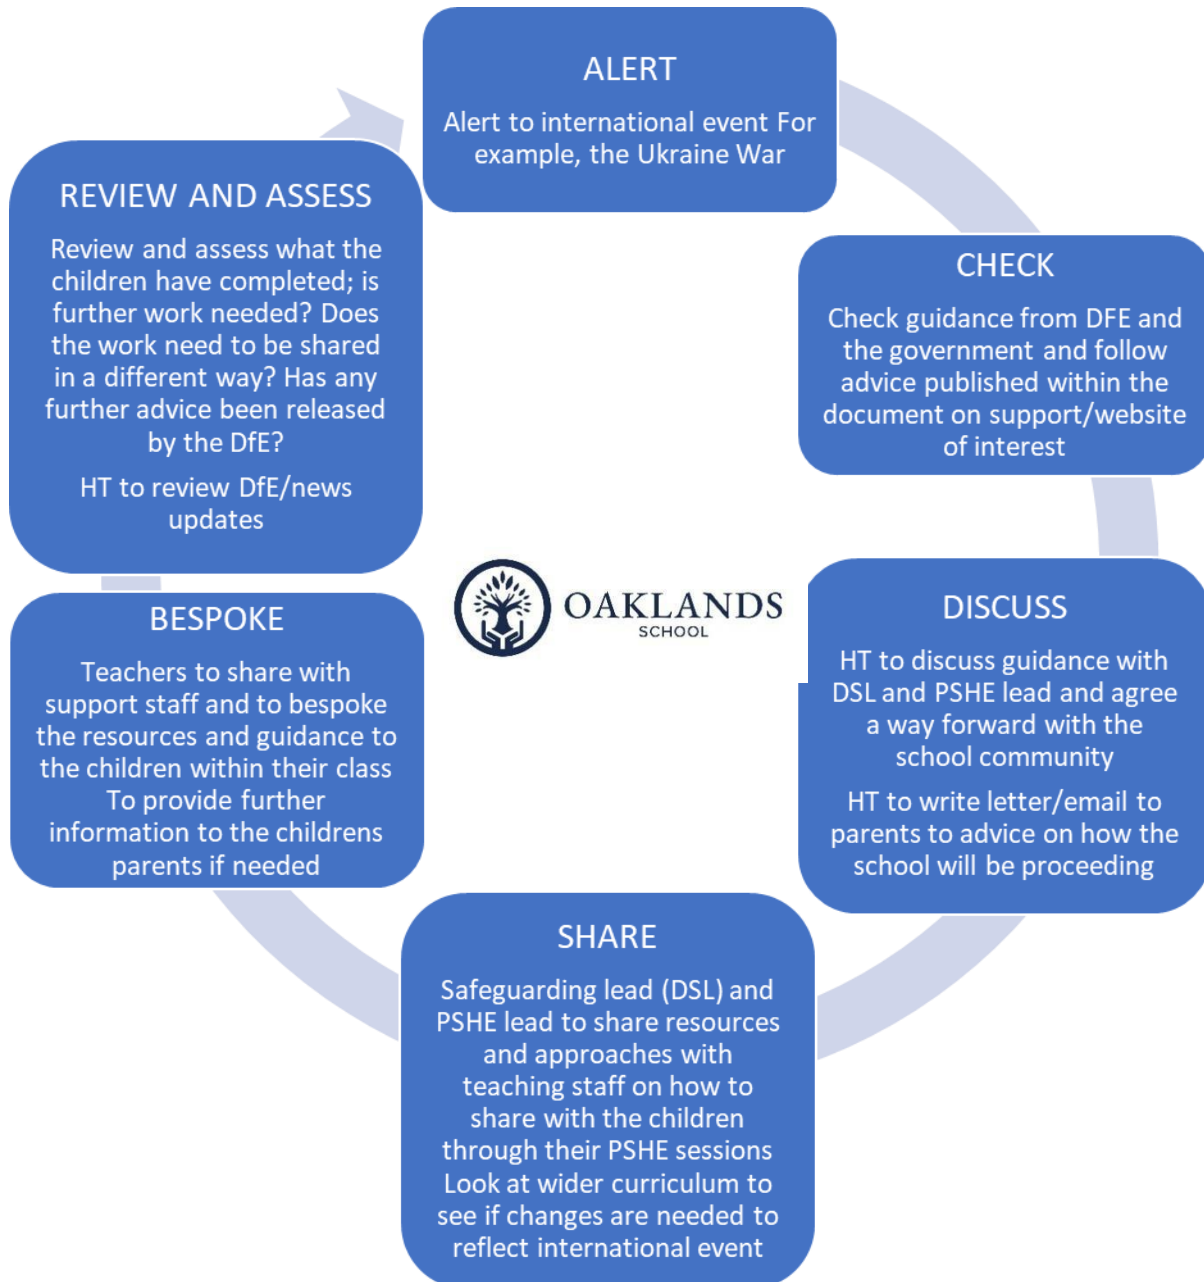 ALERT
Alert to international event For
example, the Ukraine War
CHECK
Check guidance from DFE and
the government and follow
advice published within the
document on support/website
of interest
DISCUSS
HT to discuss guidance with
DSL and PSHE lead and agree
a way forward with the
school community
HT to write letter/email to
parents to advice on how the
school will be proceeding
SHARE
Safeguarding lead (DSL) and
PSHE lead to share resources
and approaches with
teaching staff on how to
share with the children
through their PSHE sessions
Look at wider curriculum to
see if changes are needed to
reflect international event
BESPOKE
Teachers to share with
support staff and to bespoke
the resources and guidance to
the children within their class
To provide further
information to the childrens
parents if needed
REVIEW AND ASSESS
Review and assess what the
children have completed; is
further work needed? Does
the work need to be shared
in a different way? Has any
further advice been released
by the DfE?
HT to review DfE/news
updates
OAKLANDS
SCHOOL